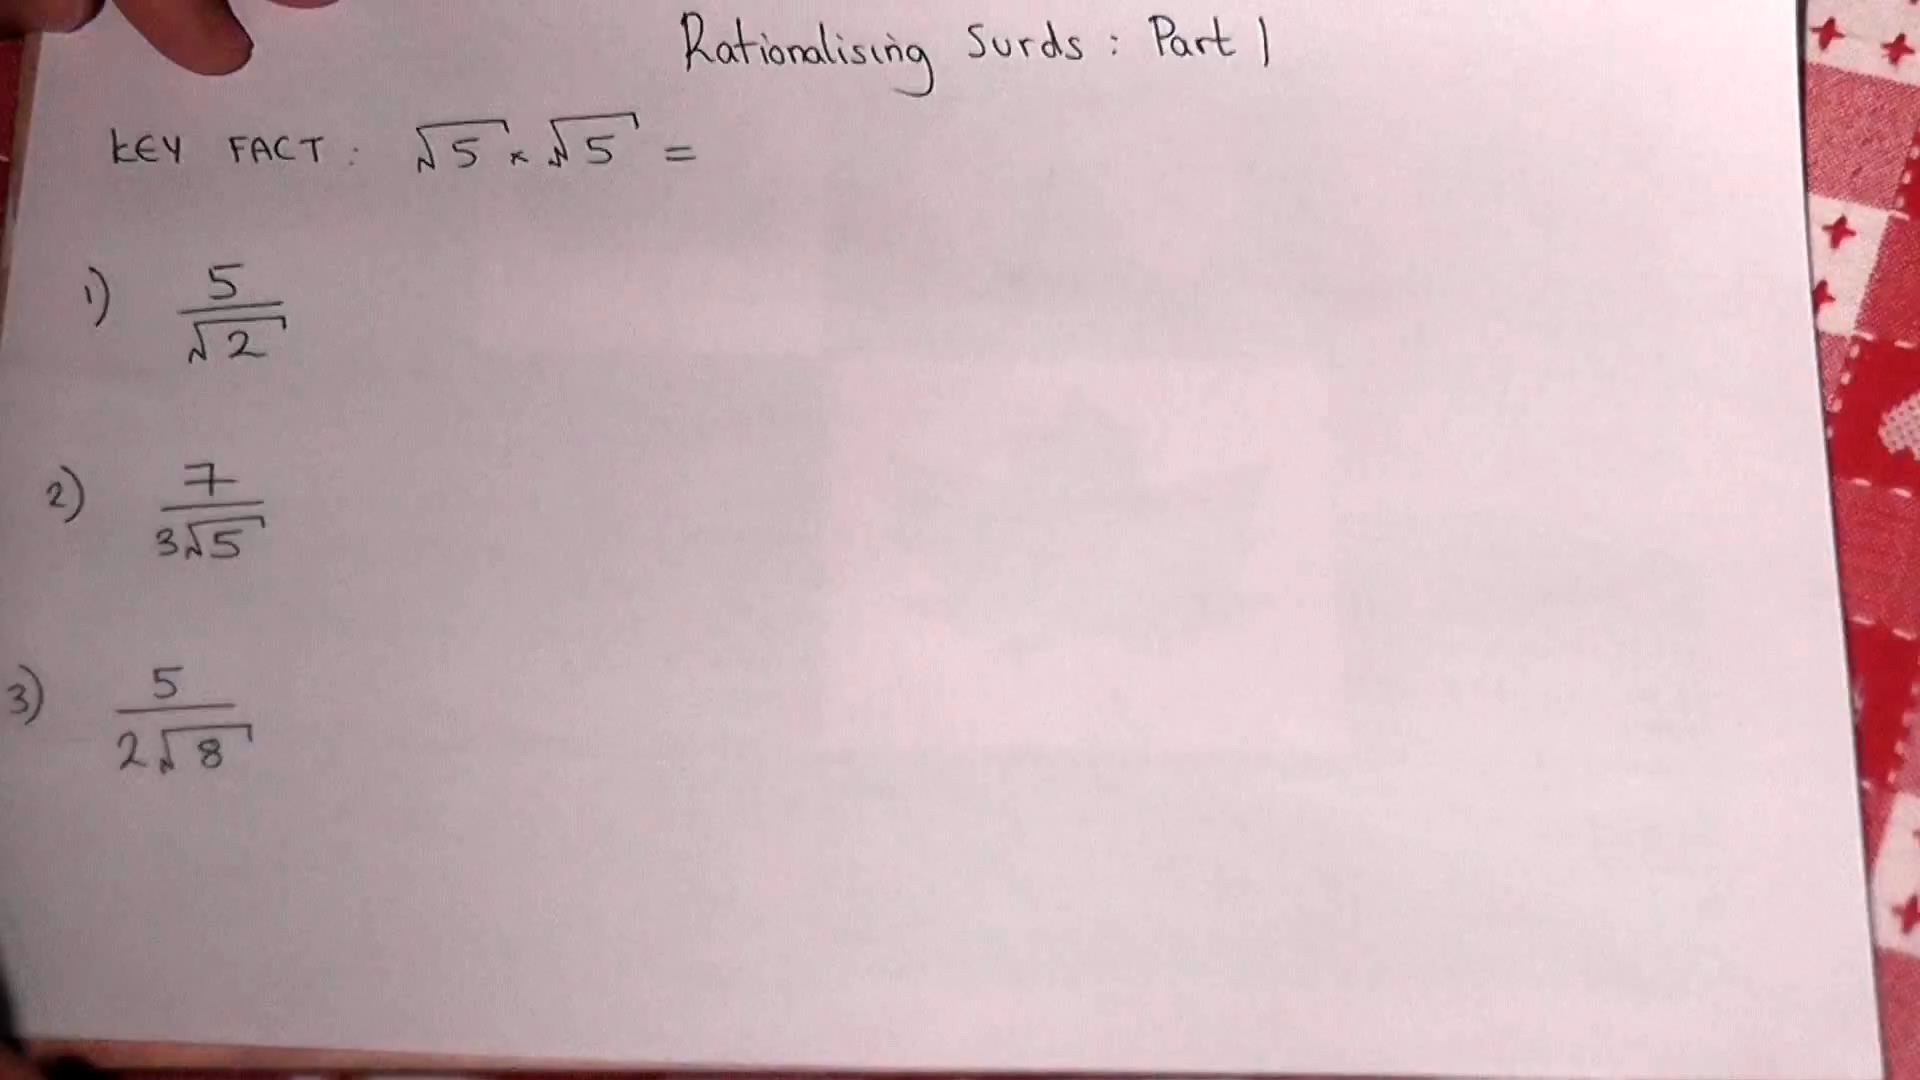 Rationalising Surds : Part 1
KEY FACT : √5 × √5 =
1) 5/√2
2) 7/3√5
3) 5/2√8